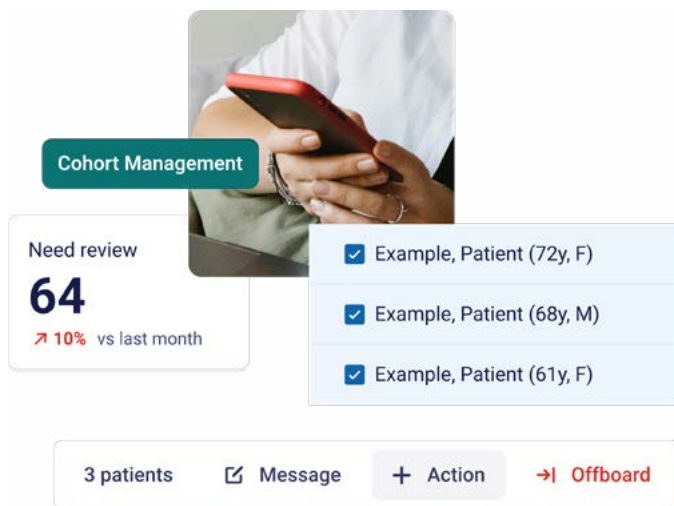 Cohort Management
Need review
64
10% vs last month
Example, Patient (72y, F)
Example, Patient (68y, M)
Example, Patient (61y, F)
3 patients Message + Action Offboard